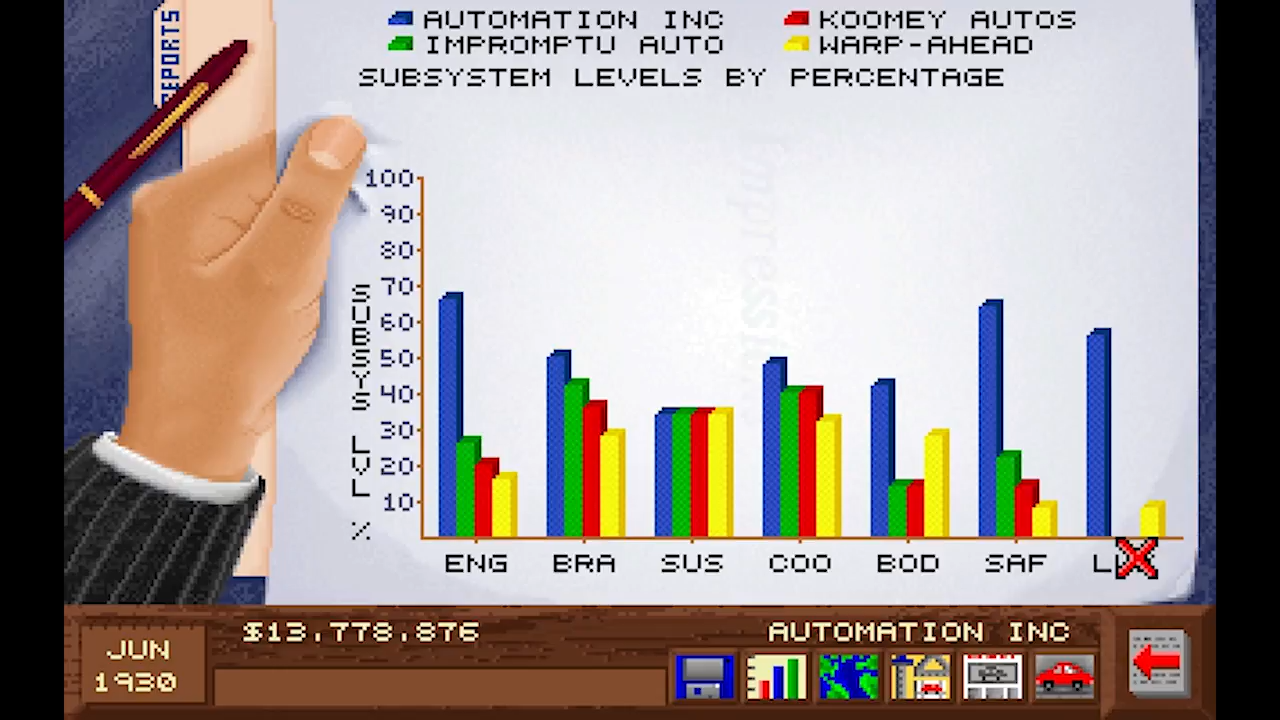 REPORTS
AUTOMATION INC
KOOMEY AUTOS
IMPROMPTU AUTO
WARP-AHEAD
SUBSYSTEM LEVELS BY PERCENTAGE
100
90
80
70
60
50
40
30
20
10
SUBSYS LVL %
ENG BRA SUS COO BOD SAF
JUN
1930
$13,778,876
AUTOMATION INC